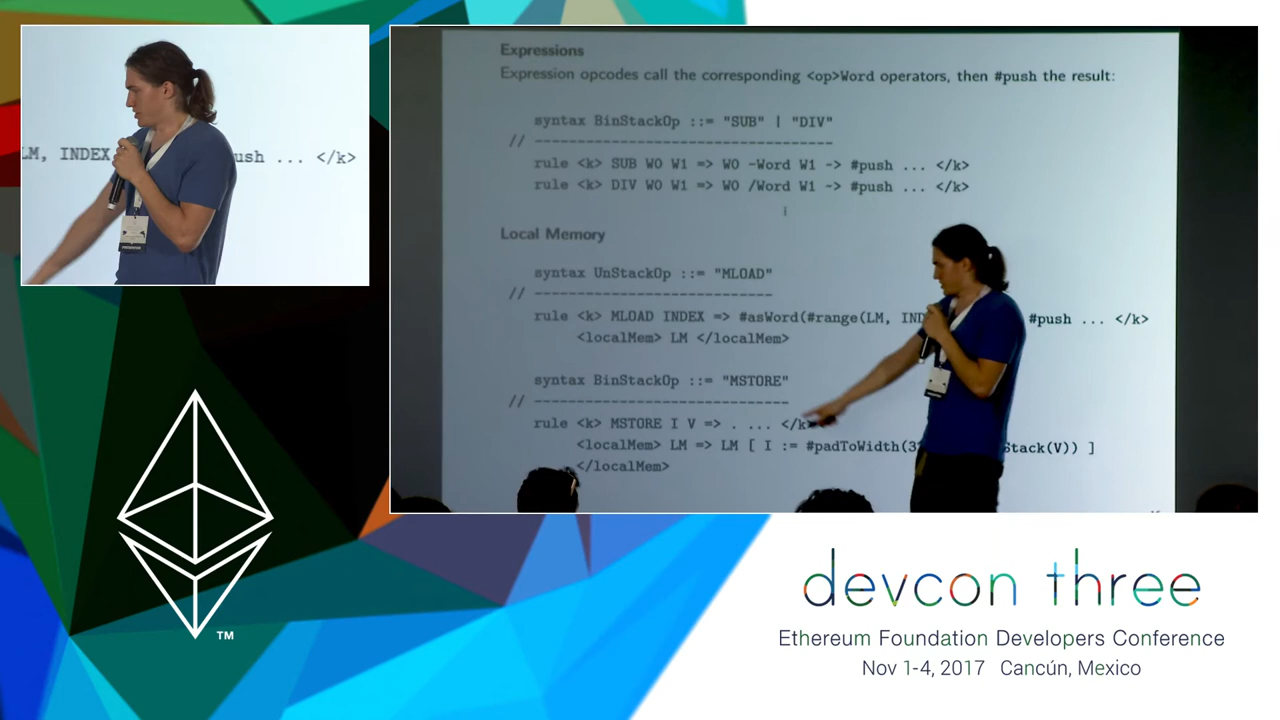 LM, INDEX
ush ... </k>
Expressions
Expression opcodes call the corresponding <op>Word operators, then #push the result:
syntax BinStackOp ::= "SUB" | "DIV"
// -----------------------------------
rule <k> SUB W0 W1 => W0 -Word W1 -> #push ... </k>
rule <k> DIV W0 W1 => W0 /Word W1 -> #push ... </k>
Local Memory
syntax UnStackOp ::= "MLOAD"
// ----------------------------
rule <k> MLOAD INDEX => #asWord(#range(LM, IND #push ... </k>
<localMem> LM </localMem>
syntax BinStackOp ::= "MSTORE"
// ------------------------------
rule <k> MSTORE I V => . ... </k>
<localMem> LM => LM [ I := #padToWidth(3 Stack(V)) ]
</localMem>
TM
devcon three
Ethereum Foundation Developers Conference
Nov 1-4, 2017 Cancún, Mexico